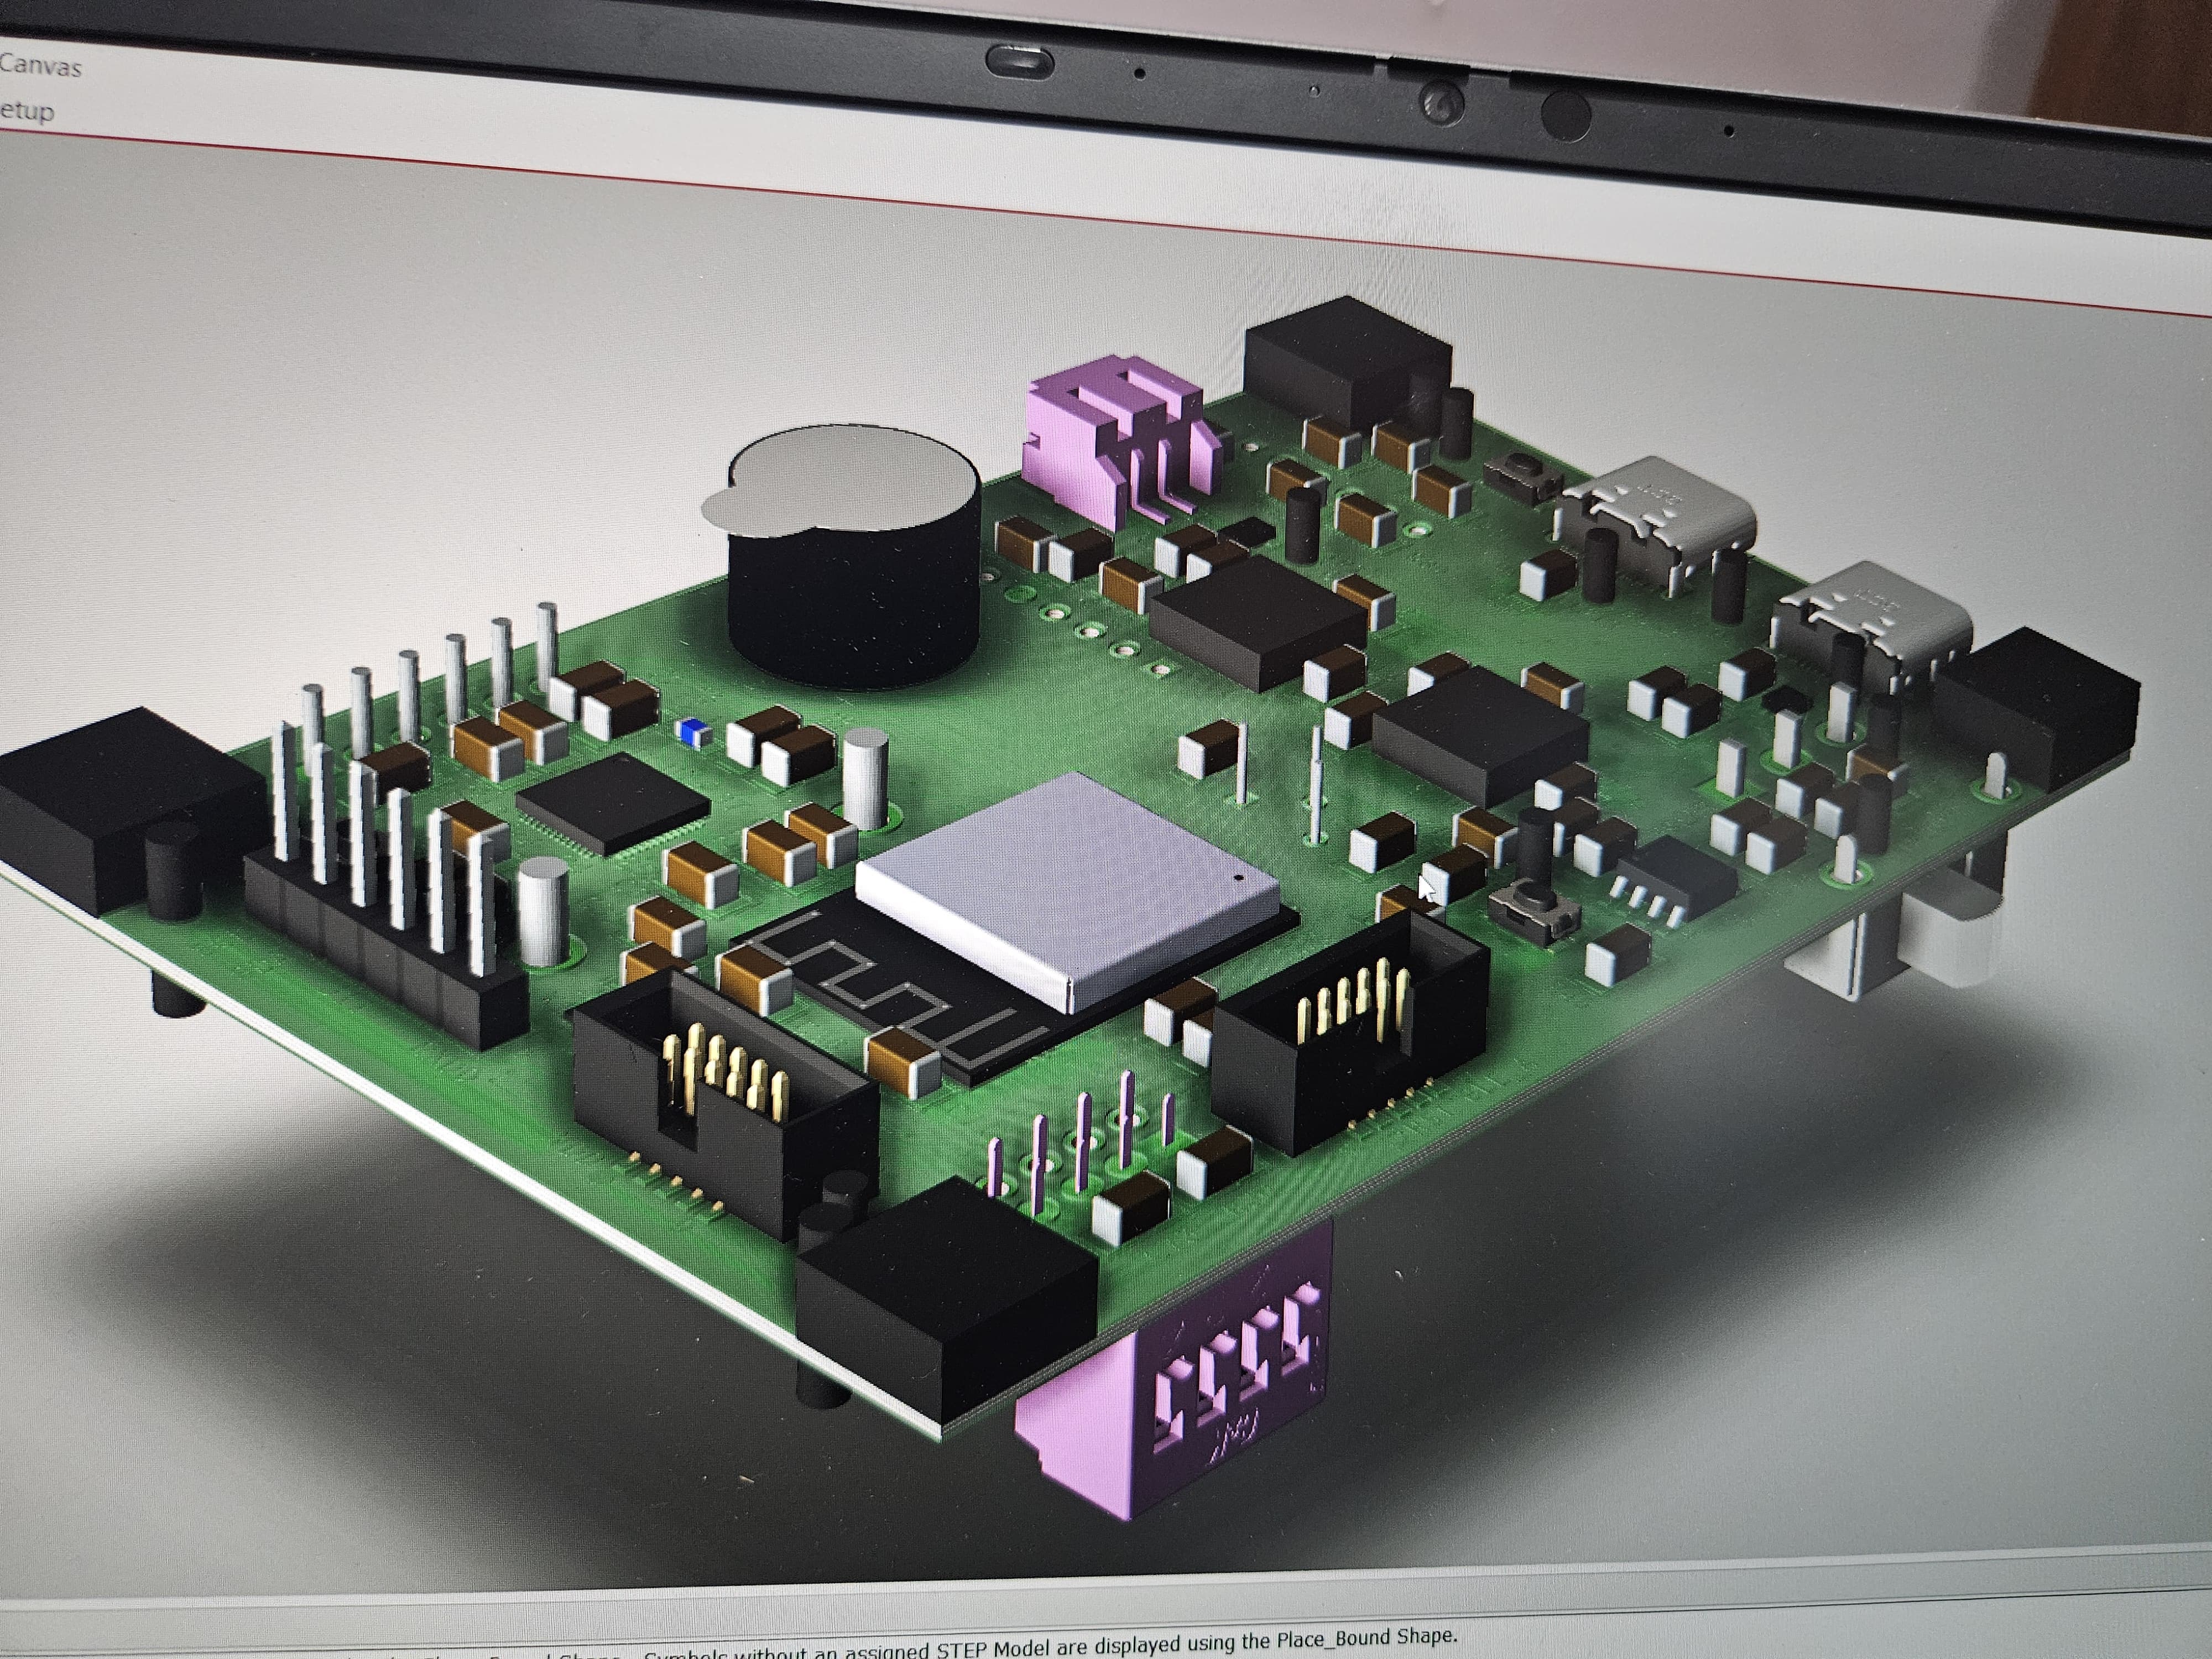 Canvas
etup
Symbols without an assigned STEP Model are displayed using the Place_Bound Shape.